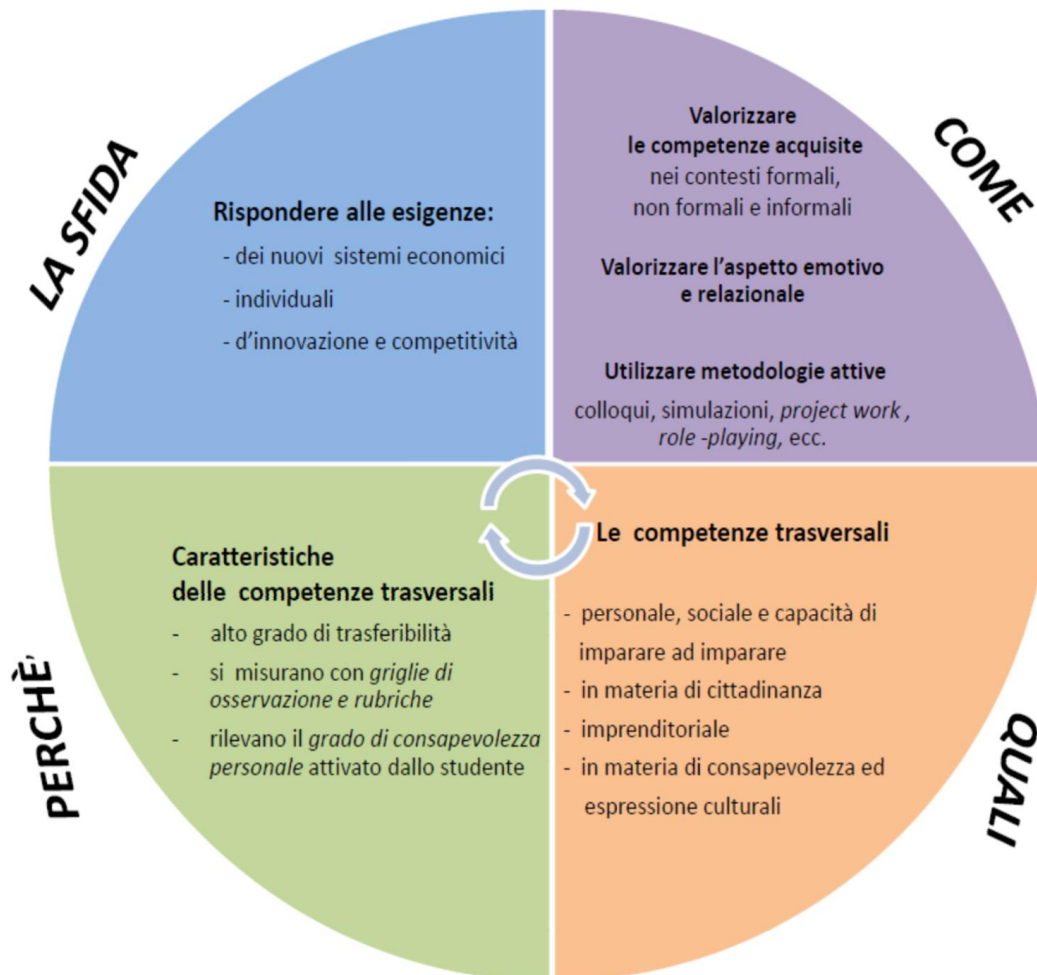 LA SFIDA
Rispondere alle esigenze:
- dei nuovi sistemi economici
- individuali
- d'innovazione e competitività
COME
Valorizzare
le competenze acquisite
nei contesti formali,
non formali e informali
Valorizzare l'aspetto emotivo
e relazionale
Utilizzare metodologie attive
colloqui, simulazioni, project work ,
role -playing, ecc.
PERCHÈ'
Caratteristiche
delle competenze trasversali
- alto grado di trasferibilità
- si misurano con griglie di
osservazione e rubriche
- rilevano il grado di consapevolezza
personale attivato dallo studente
QUALI
Le competenze trasversali
- personale, sociale e capacità di
imparare ad imparare
- in materia di cittadinanza
- imprenditoriale
- in materia di consapevolezza ed
espressione culturali